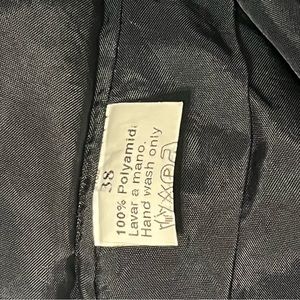 38
100% Polyamid.
Lavar a mano.
Hand wash only